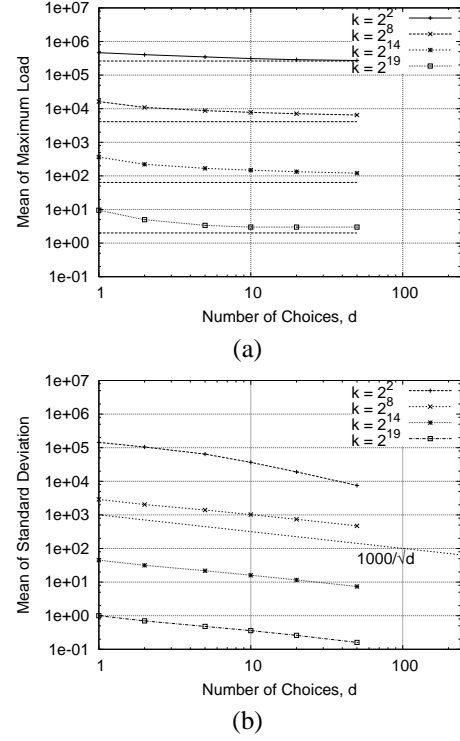 k = 2^2
k = 2^8
k = 2^14
k = 2^19
1e+07
1e+06
1e+05
1e+04
1e+03
1e+02
1e+01
1e+00
1e-01
Mean of Maximum Load
1 10 100
Number of Choices, d
(a)
k = 2^2
k = 2^8
k = 2^14
k = 2^19
1e+07
1e+06
1e+05
1e+04
1e+03
1e+02
1e+01
1e+00
1e-01
Mean of Standard Deviation
1000/√d
1 10 100
Number of Choices, d
(b)